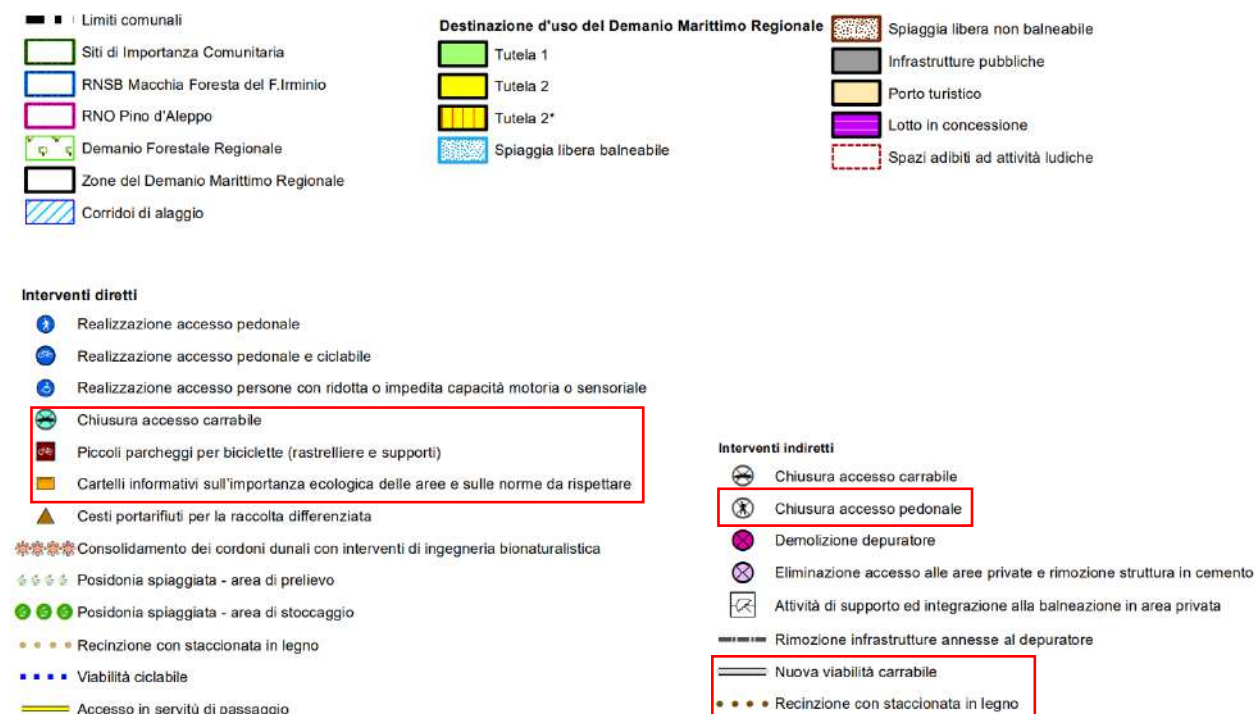 Limiti comunali
Siti di Importanza Comunitaria
RNSB Macchia Foresta del F.Irminio
RNO Pino d'Aleppo
Demanio Forestale Regionale
Zone del Demanio Marittimo Regionale
Corridoi di alaggio
Destinazione d'uso del Demanio Marittimo Regionale
Tutela 1
Tutela 2
Tutela 2*
Spiaggia libera balneabile
Spiaggia libera non balneabile
Infrastrutture pubbliche
Porto turistico
Lotto in concessione
Spazi adibiti ad attività ludiche
Interventi diretti
Realizzazione accesso pedonale
Realizzazione accesso pedonale e ciclabile
Realizzazione accesso persone con ridotta o impedita capacità motoria o sensoriale
Chiusura accesso carrabile
Piccoli parcheggi per biciclette (rastrelliere e supporti)
Cartelli informativi sull'importanza ecologica delle aree e sulle norme da rispettare
Cesti portarifiuti per la raccolta differenziata
Consolidamento dei cordoni dunali con interventi di ingegneria bionaturalistica
Posidonia spiaggiata - area di prelievo
Posidonia spiaggiata - area di stoccaggio
Recinzione con staccionata in legno
Viabilità ciclabile
Accesso in servitù di passaggio
Interventi indiretti
Chiusura accesso carrabile
Chiusura accesso pedonale
Demolizione depuratore
Eliminazione accesso alle aree private e rimozione struttura in cemento
Attività di supporto ed integrazione alla balneazione in area privata
Rimozione infrastrutture annesse al depuratore
Nuova viabilità carrabile
Recinzione con staccionata in legno